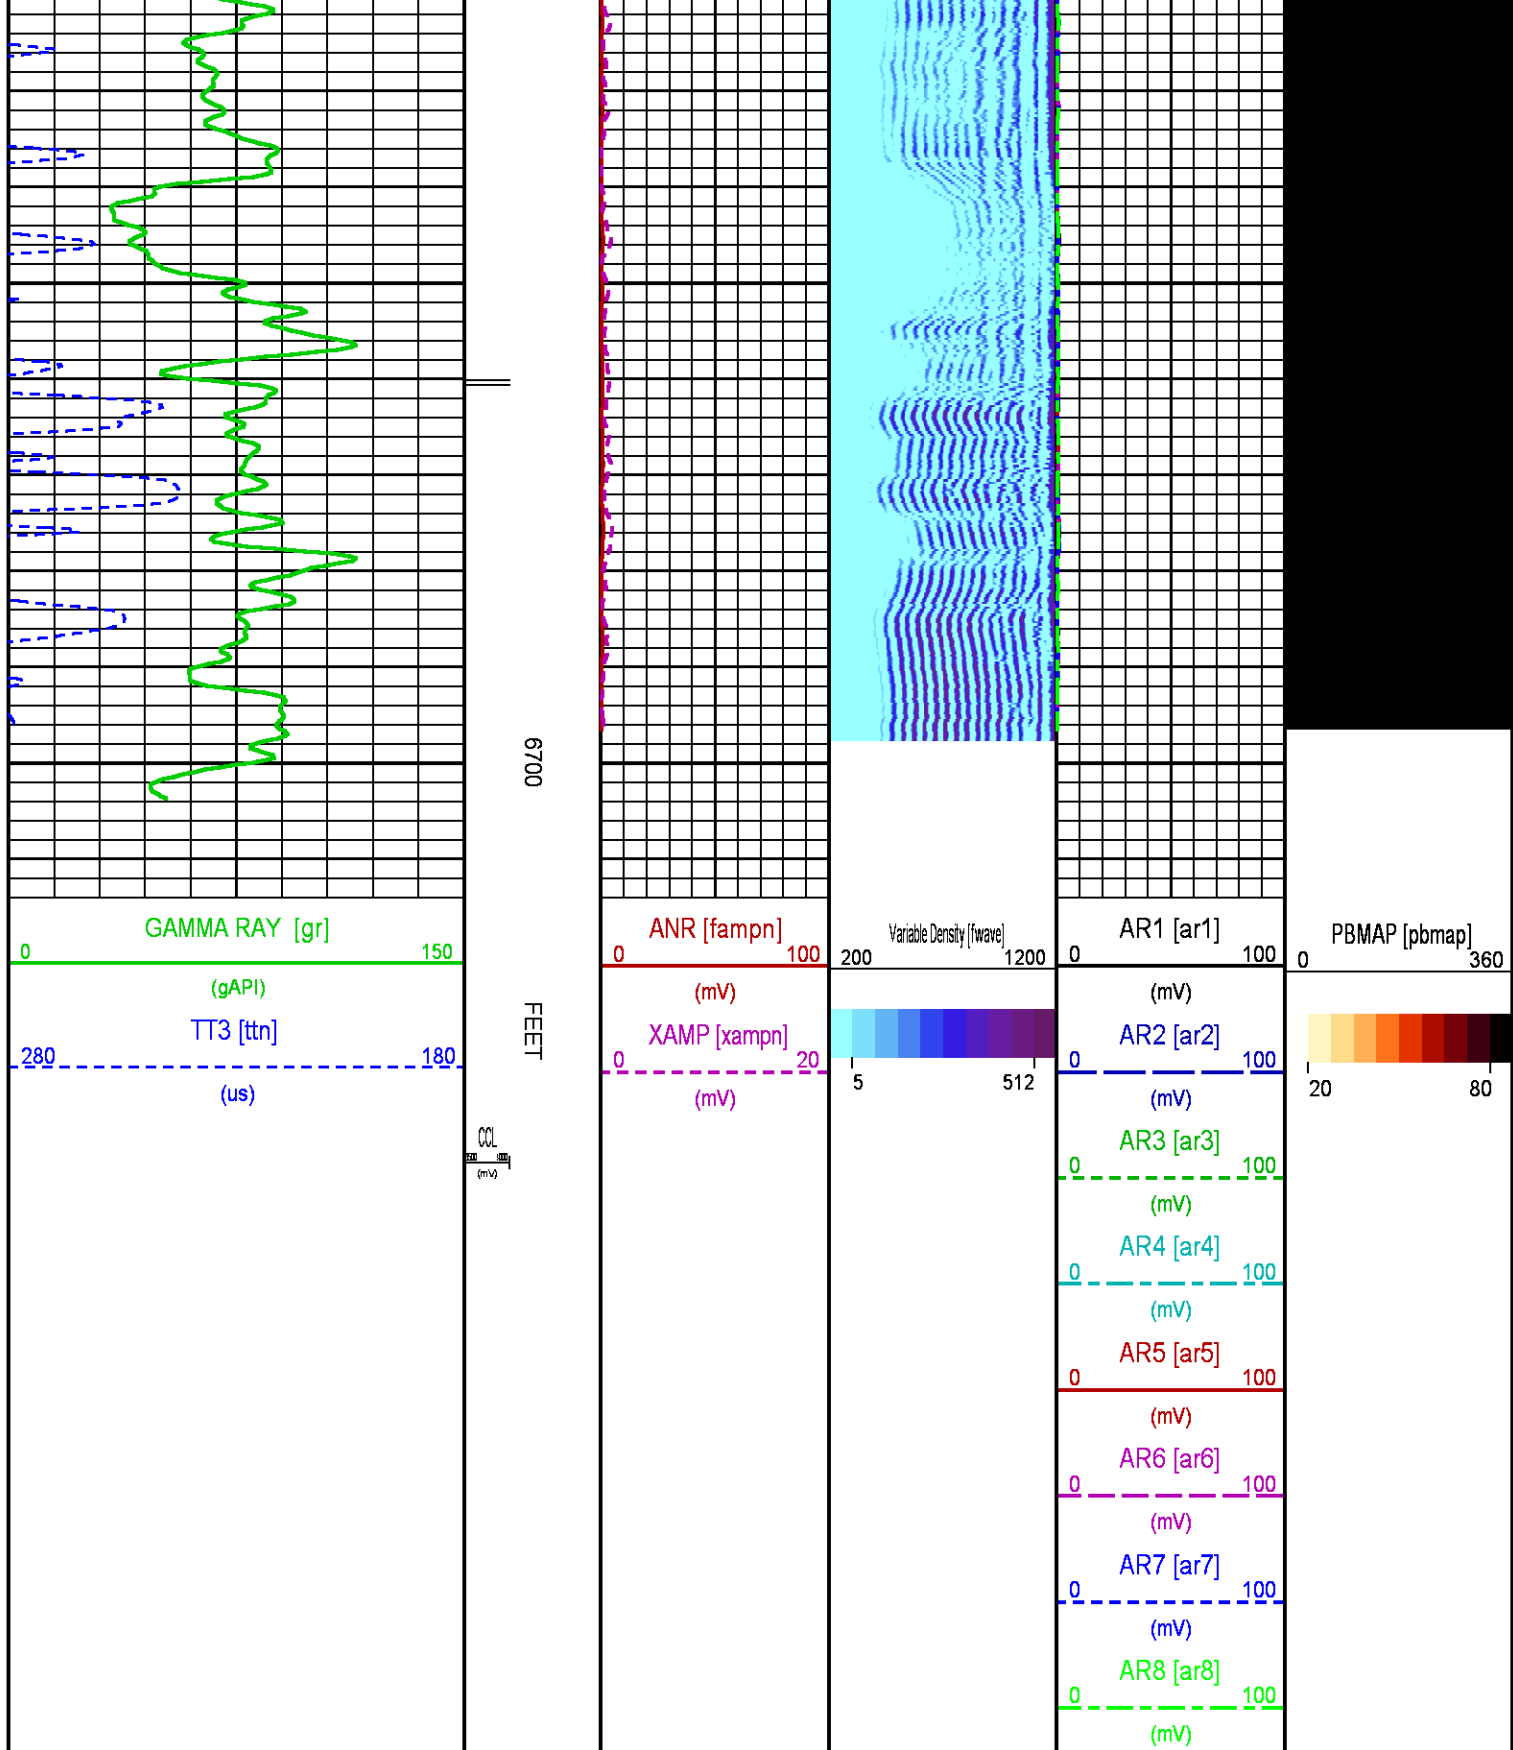 6700
FEET
GAMMA RAY [gr]
0 150
(gAPI)
TT3 [ttn]
280 180
(us)
CCL
(mV)
ANR [fampn]
0 100
(mV)
XAMP [xampn]
0 20
(mV)
Variable Density [fwave]
200 1200
5 512
AR1 [ar1]
0 100
(mV)
AR2 [ar2]
0 100
(mV)
AR3 [ar3]
0 100
(mV)
AR4 [ar4]
0 100
(mV)
AR5 [ar5]
0 100
(mV)
AR6 [ar6]
0 100
(mV)
AR7 [ar7]
0 100
(mV)
AR8 [ar8]
0 100
(mV)
PBMAP [pbmap]
0 360
20 80